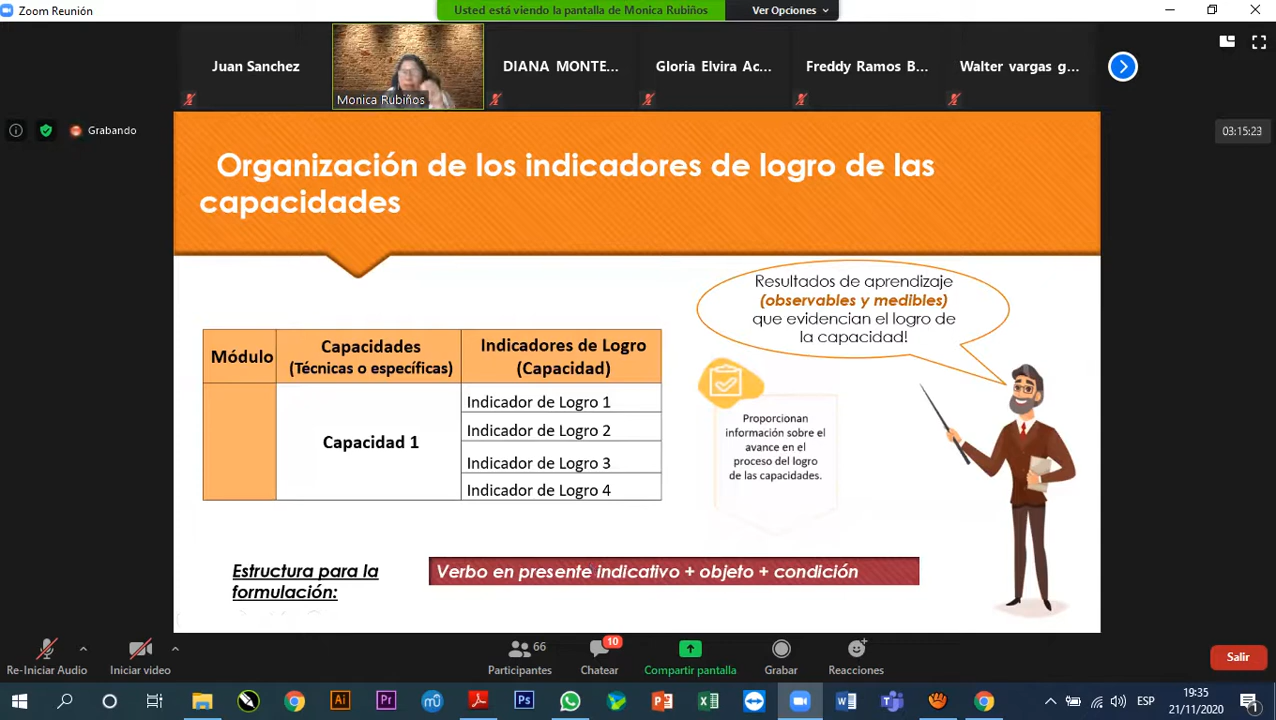 Zoom Reunión
Usted está viendo la pantalla de Monica Rubiños
Ver Opciones
Juan Sanchez
Monica Rubiños
DIANA MONTE...
Gloria Elvira Ac...
Freddy Ramos B...
Walter vargas g...
Grabando
03:15:23
Organización de los indicadores de logro de las
capacidades
Resultados de aprendizaje
(observables y medibles)
que evidencian el logro de
la capacidad!
Módulo
Capacidades
(Técnicas o específicas)
Indicadores de Logro
(Capacidad)
Capacidad 1
Indicador de Logro 1
Indicador de Logro 2
Indicador de Logro 3
Indicador de Logro 4
Proporcionan
información sobre el
avance en el
proceso del logro
de las capacidades.
Estructura para la
formulación:
Verbo en presente indicativo + objeto + condición
Re-Iniciar Audio
Iniciar video
66
Participantes
10
Chatear
Compartir pantalla
Grabar
Reacciones
Salir
Ai
Pr
Ps
ESP
19:35
21/11/2020
1